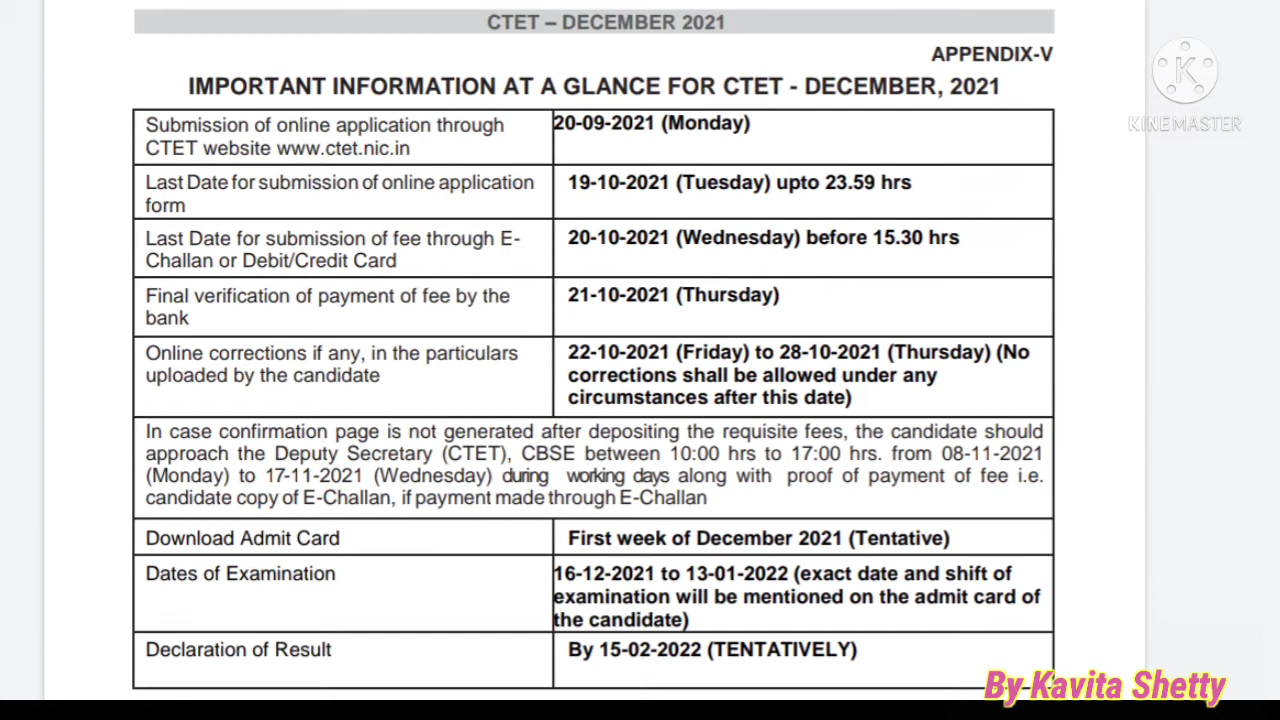 CTET – DECEMBER 2021
APPENDIX-V
IMPORTANT INFORMATION AT A GLANCE FOR CTET - DECEMBER, 2021
K
KINEMASTER
Submission of online application through
CTET website www.ctet.nic.in
20-09-2021 (Monday)
Last Date for submission of online application
form
19-10-2021 (Tuesday) upto 23.59 hrs
Last Date for submission of fee through E-
Challan or Debit/Credit Card
20-10-2021 (Wednesday) before 15.30 hrs
Final verification of payment of fee by the
bank
21-10-2021 (Thursday)
Online corrections if any, in the particulars
uploaded by the candidate
22-10-2021 (Friday) to 28-10-2021 (Thursday) (No
corrections shall be allowed under any
circumstances after this date)
In case confirmation page is not generated after depositing the requisite fees, the candidate should
approach the Deputy Secretary (CTET), CBSE between 10:00 hrs to 17:00 hrs. from 08-11-2021
(Monday) to 17-11-2021 (Wednesday) during working days along with proof of payment of fee i.e.
candidate copy of E-Challan, if payment made through E-Challan
Download Admit Card
First week of December 2021 (Tentative)
Dates of Examination
16-12-2021 to 13-01-2022 (exact date and shift of
examination will be mentioned on the admit card of
the candidate)
Declaration of Result
By 15-02-2022 (TENTATIVELY)
By Kavita Shetty